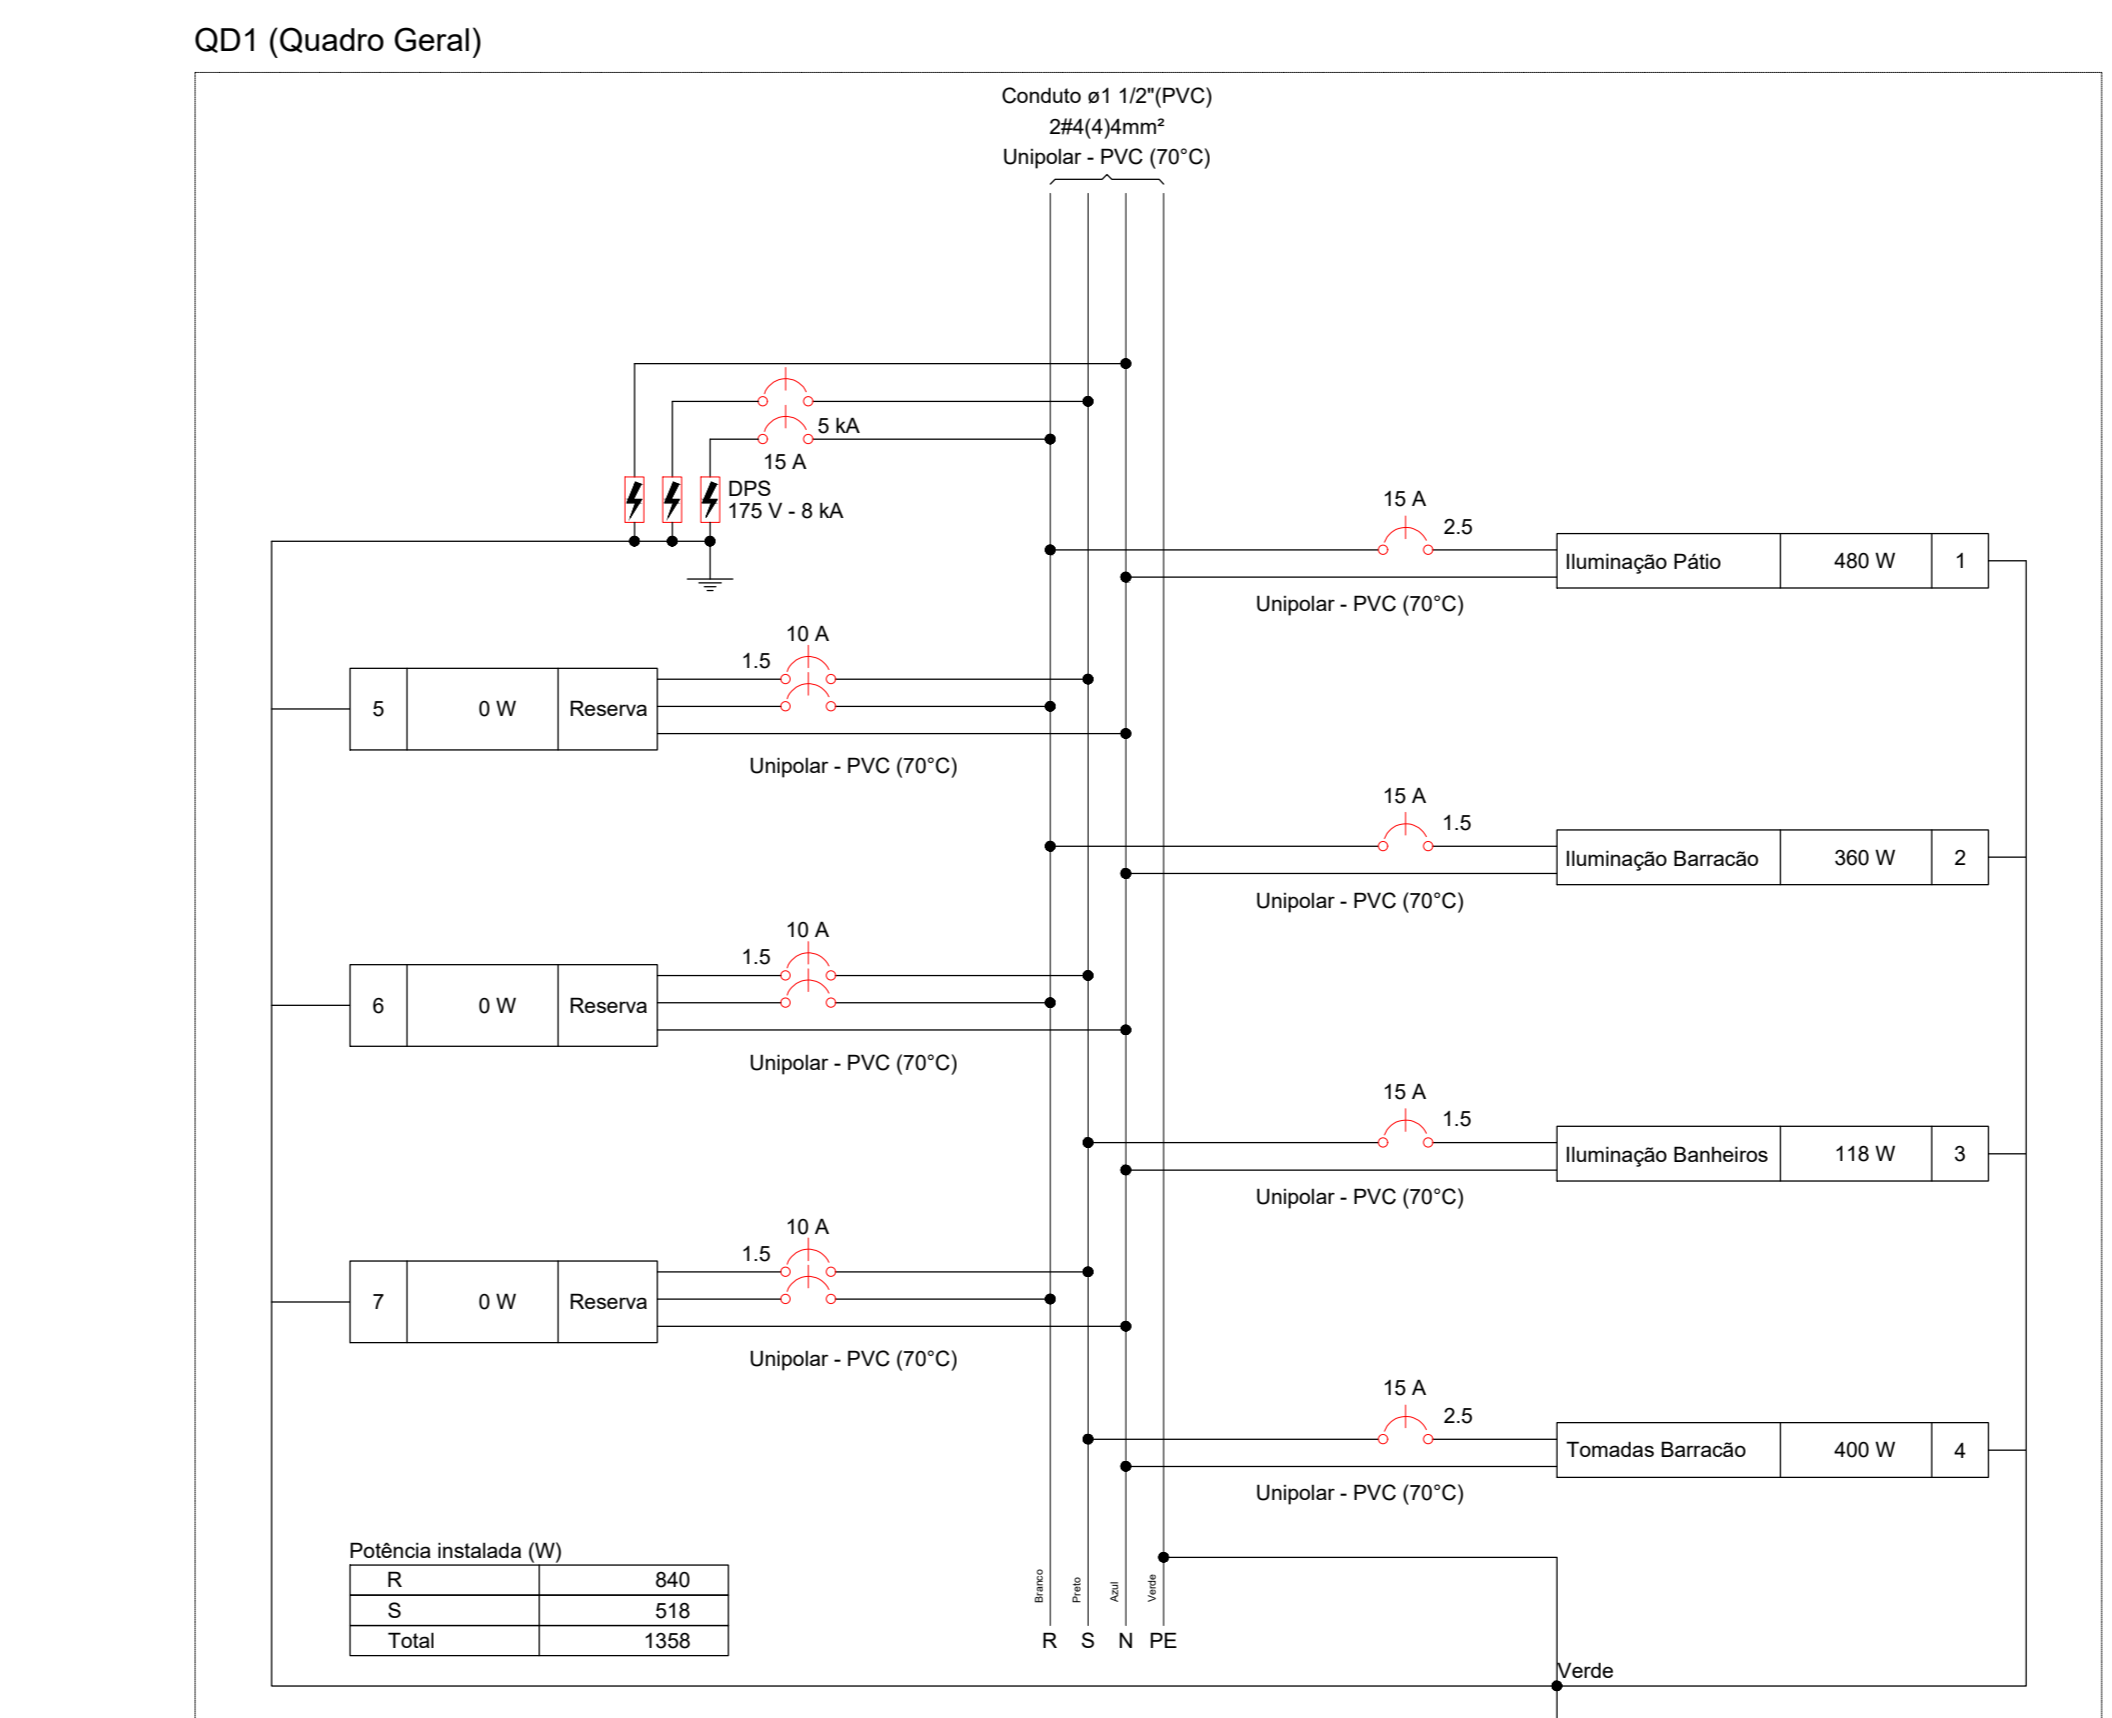 QD1 (Quadro Geral)
Conduto ø1 1/2"(PVC)
2#4(4)4mm²
Unipolar - PVC (70°C)
5 kA
15 A
DPS
175 V - 8 kA
15 A
2.5
Iluminação Pátio 480 W 1
Unipolar - PVC (70°C)
10 A
1.5
5 0 W Reserva
Unipolar - PVC (70°C)
15 A
1.5
Iluminação Barracão 360 W 2
Unipolar - PVC (70°C)
10 A
1.5
6 0 W Reserva
Unipolar - PVC (70°C)
15 A
1.5
Iluminação Banheiros 118 W 3
Unipolar - PVC (70°C)
10 A
1.5
7 0 W Reserva
Unipolar - PVC (70°C)
15 A
2.5
Tomadas Barracão 400 W 4
Unipolar - PVC (70°C)
Potência instalada (W)
R 840
S 518
Total 1358
Branco
Preto
Azul
Verde
R S N PE
Verde